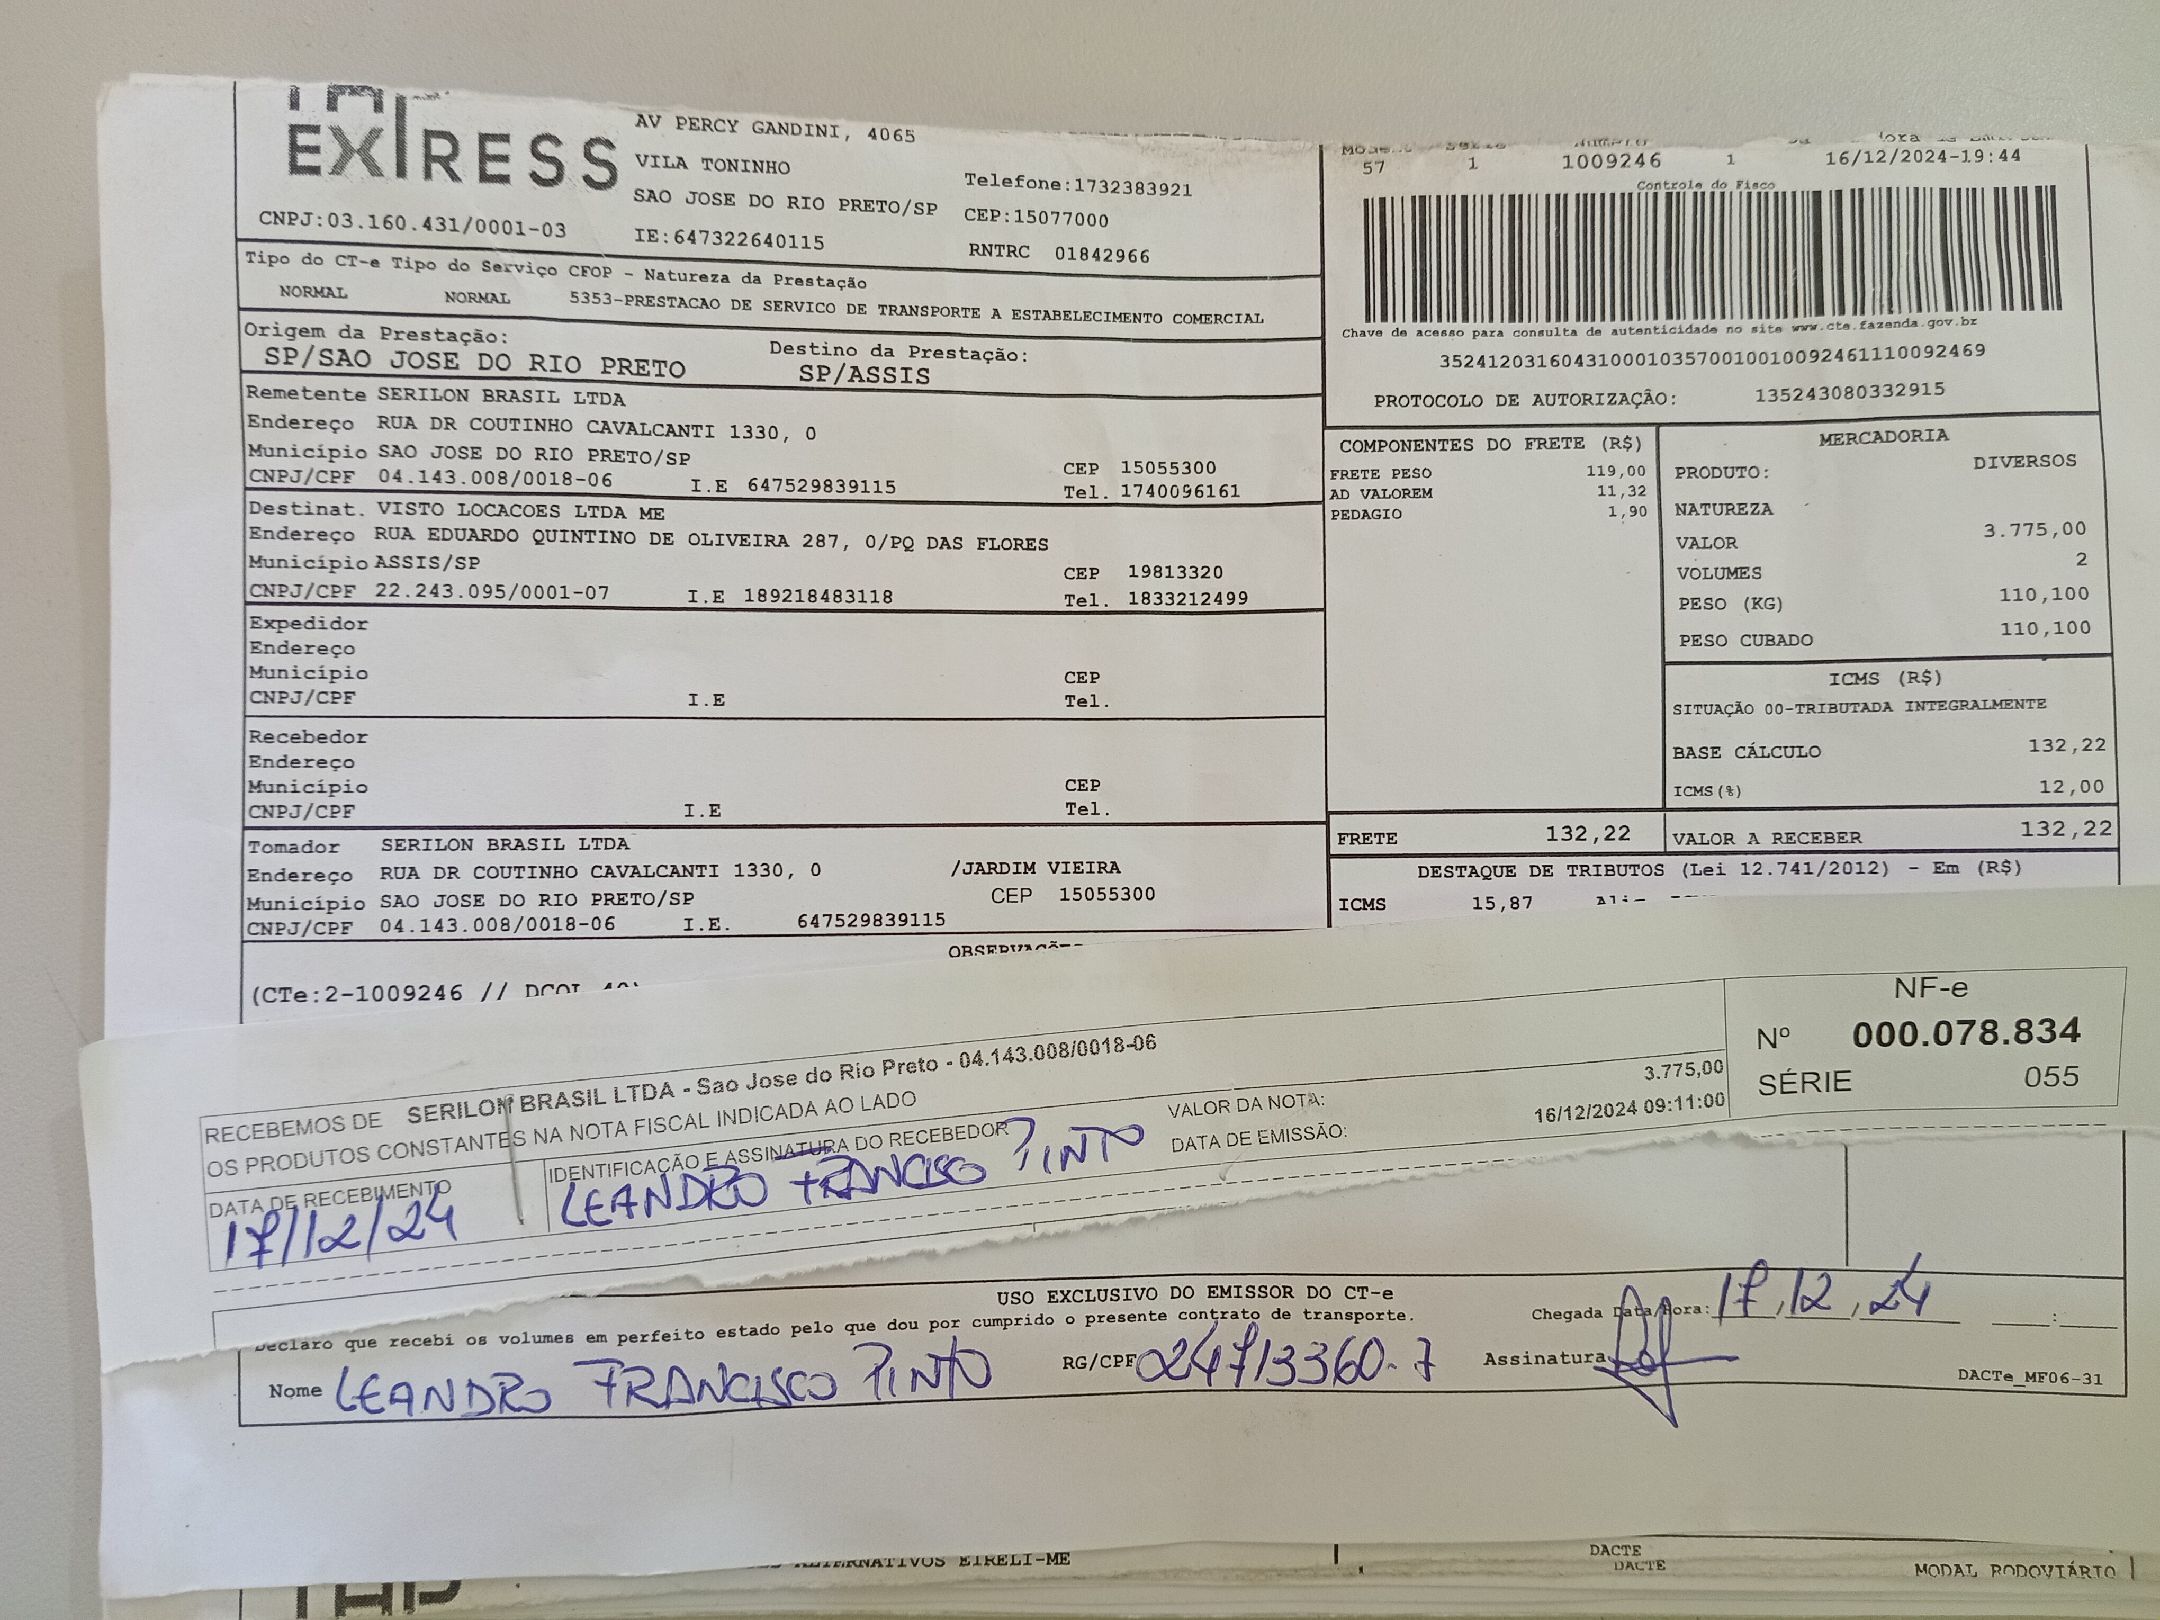 EXPRESS
AV PERCY GANDINI, 4065
VILA TONINHO
SAO JOSE DO RIO PRETO/SP
Telefone:1732383921
CEP:15077000
CNPJ:03.160.431/0001-03
IE:647322640115
RNTRC 01842966
57 1 1009246 1 16/12/2024-19:44
Controle do Fisco
Chave de acesso para consulta de autenticidade no site www.cte.fazenda.gov.br
35241203160431000103570010010092461110092469
PROTOCOLO DE AUTORIZAÇÃO: 135243080332915
Tipo do CT-e Tipo do Serviço CFOP - Natureza da Prestação
NORMAL NORMAL 5353-PRESTACAO DE SERVICO DE TRANSPORTE A ESTABELECIMENTO COMERCIAL
Origem da Prestação: Destino da Prestação:
SP/SAO JOSE DO RIO PRETO SP/ASSIS
Remetente SERILON BRASIL LTDA
Endereço RUA DR COUTINHO CAVALCANTI 1330, 0
Município SAO JOSE DO RIO PRETO/SP CEP 15055300
CNPJ/CPF 04.143.008/0018-06 I.E 647529839115 Tel. 1740096161
Destinat. VISTO LOCACOES LTDA ME
Endereço RUA EDUARDO QUINTINO DE OLIVEIRA 287, 0/PQ DAS FLORES
Município ASSIS/SP CEP 19813320
CNPJ/CPF 22.243.095/0001-07 I.E 189218483118 Tel. 1833212499
Expedidor
Endereço
Município CEP
CNPJ/CPF I.E Tel.
Recebedor
Endereço
Município CEP
CNPJ/CPF I.E Tel.
Tomador SERILON BRASIL LTDA
Endereço RUA DR COUTINHO CAVALCANTI 1330, 0 /JARDIM VIEIRA
Município SAO JOSE DO RIO PRETO/SP CEP 15055300
CNPJ/CPF 04.143.008/0018-06 I.E. 647529839115
COMPONENTES DO FRETE (R$)
FRETE PESO 119,00
AD VALOREM 11,32
PEDAGIO 1,90
MERCADORIA
PRODUTO: DIVERSOS
NATUREZA
VALOR 3.775,00
VOLUMES 2
PESO (KG) 110,100
PESO CUBADO 110,100
ICMS (R$)
SITUAÇÃO 00-TRIBUTADA INTEGRALMENTE
BASE CÁLCULO 132,22
ICMS(%) 12,00
FRETE 132,22 VALOR A RECEBER 132,22
DESTAQUE DE TRIBUTOS (Lei 12.741/2012) - Em (R$)
ICMS 15,87
(CTe:2-1009246 //
RECEBEMOS DE SERILON BRASIL LTDA - Sao Jose do Rio Preto - 04.143.008/0018-06
OS PRODUTOS CONSTANTES NA NOTA FISCAL INDICADA AO LADO
VALOR DA NOTA: 3.775,00
DATA DE EMISSÃO: 16/12/2024 09:11:00
DATA DE RECEBIMENTO
17/12/24
IDENTIFICAÇÃO E ASSINATURA DO RECEBEDOR
LEANDRO FRANCISO PINTO
NF-e
Nº 000.078.834
SÉRIE 055
USO EXCLUSIVO DO EMISSOR DO CT-e
Declaro que recebi os volumes em perfeito estado pelo que dou por cumprido o presente contrato de transporte.
Chegada Data/Hora: 17,12,24 :
Nome LEANDRO FRANCISCO PINTO RG/CPF 24713360-7 Assinatura
DACTe_MF06-31
ALTERNATIVOS EIRELI-ME
DACTE
DACTE
MODAL RODOVIÁRIO